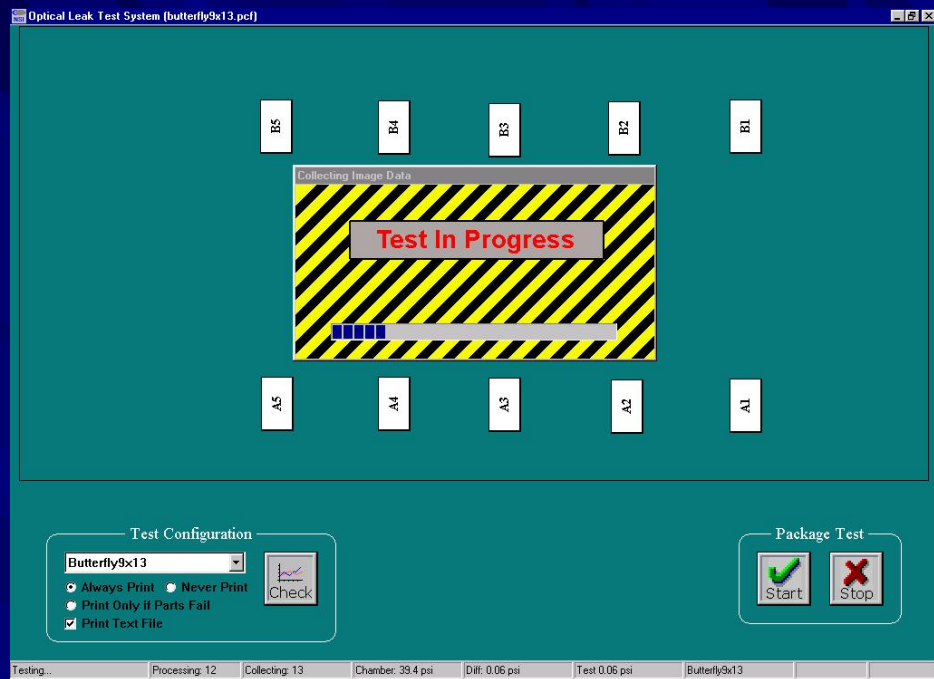 NSI
Optical Leak Test System (butterfly9x13.pcf)
B5 B4 B3 B2 B1
Collecting Image Data
Test In Progress
A5 A4 A3 A2 A1
Test Configuration
Butterfly9x13
Always Print Never Print
Print Only if Parts Fail
Print Text File
Check
Package Test
Start Stop
Testing... Processing: 12 Collecting: 13 Chamber: 39.4 psi Diff: 0.06 psi Test 0.06 psi Butterfly9x13